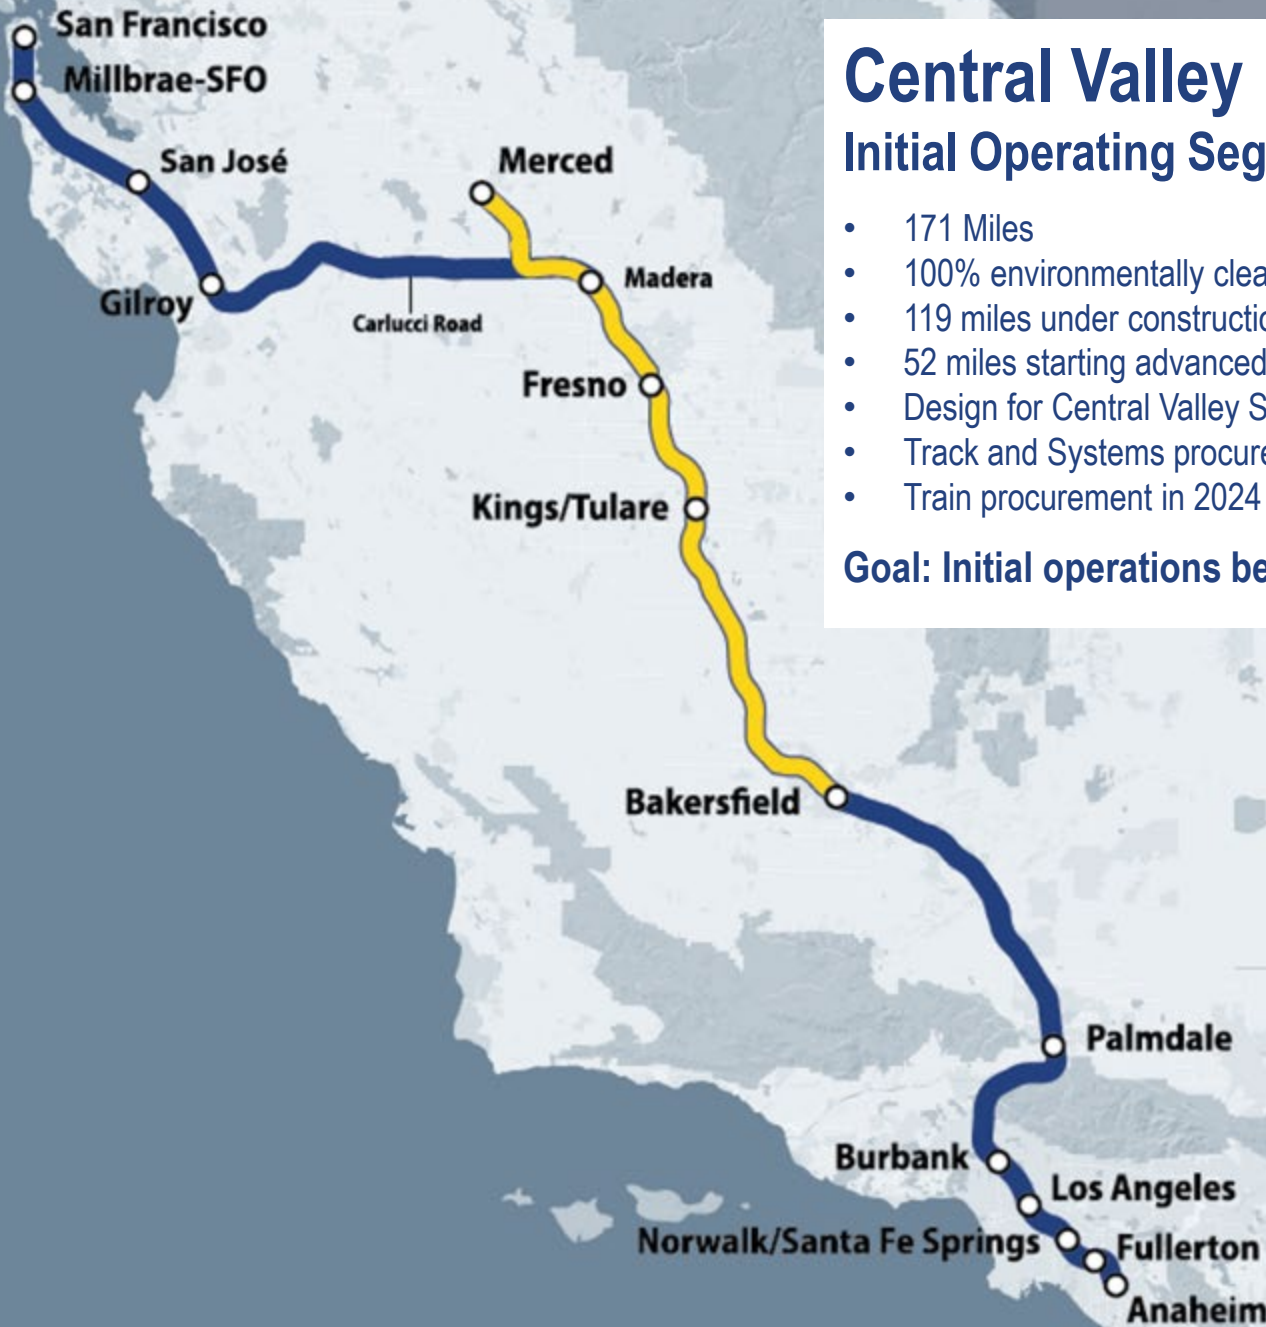 San Francisco
Millbrae-SFO
San José
Gilroy
Carlucci Road
Merced
Madera
Fresno
Kings/Tulare
Bakersfield
Palmdale
Burbank
Los Angeles
Norwalk/Santa Fe Springs
Fullerton
Anaheim
Central Valley
Initial Operating Seg
• 171 Miles
• 100% environmentally clea
• 119 miles under constructio
• 52 miles starting advanced
• Design for Central Valley S
• Track and Systems procure
• Train procurement in 2024
Goal: Initial operations be